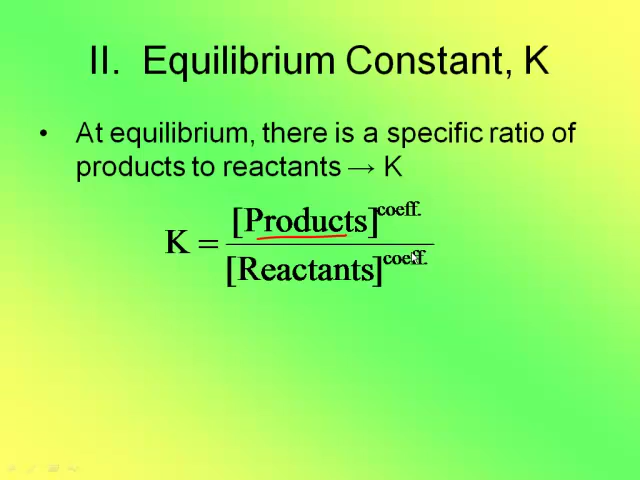 II. Equilibrium Constant, K
• At equilibrium, there is a specific ratio of
products to reactants → K
K = [Products]^coeff. / [Reactants]^coeff.